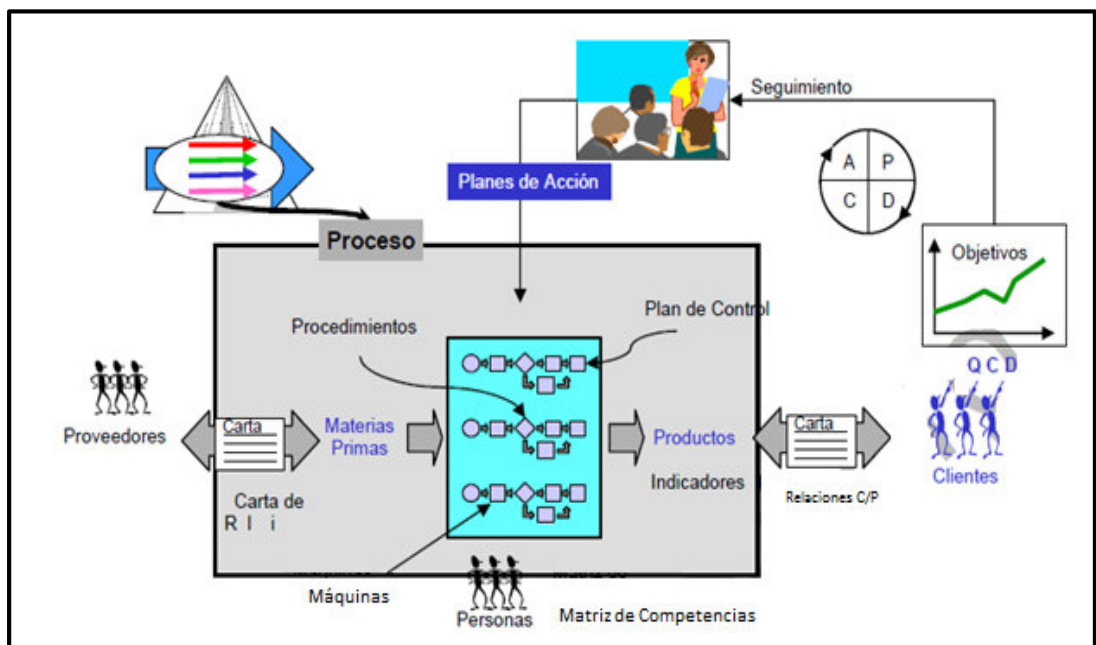 Seguimiento
Planes de Acción
A P
C D
Proceso
Objetivos
Procedimientos
Plan de Control
Q C D
Proveedores
Carta
Materias
Primas
Productos
Carta
Clientes
Indicadores
Relaciones C/P
Carta de
Máquinas
Personas
Matriz de Competencias